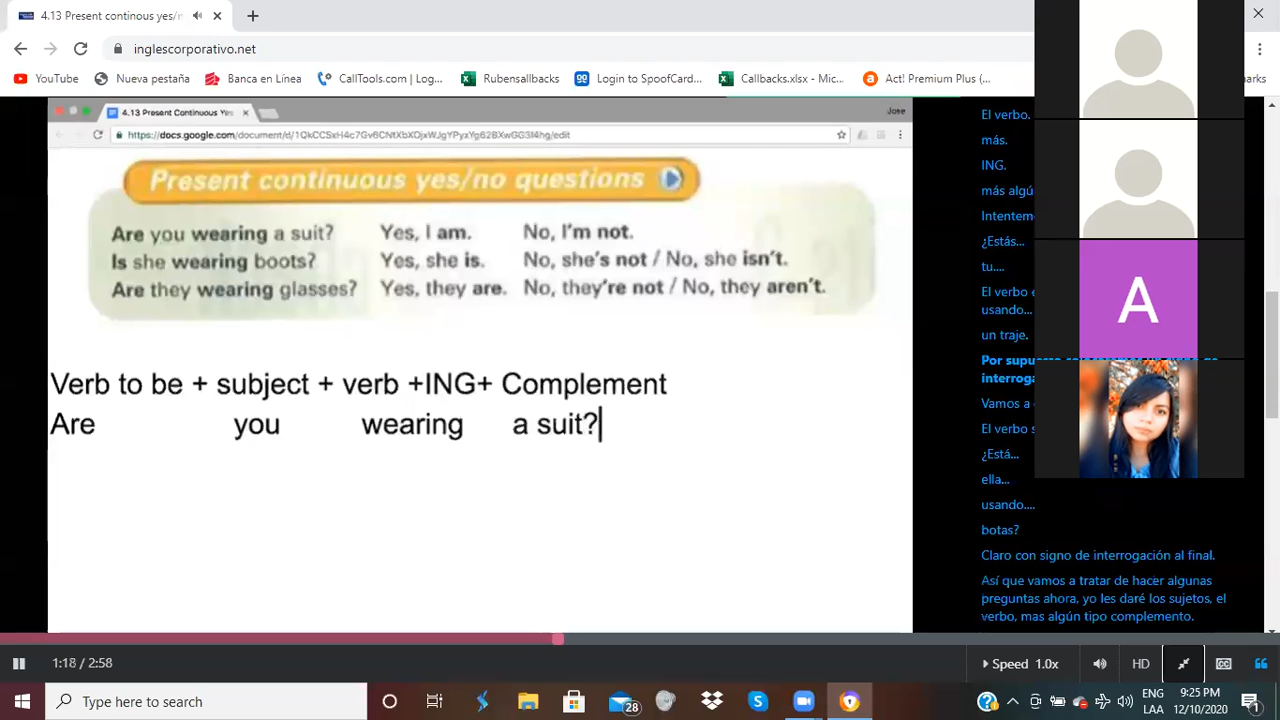 4.13 Present continous yes/n
inglescorporativo.net
YouTube
Nueva pestaña
Banca en Línea
CallTools.com | Log...
Rubensallbacks
Login to SpoofCard...
Callbacks.xlsx - Mic...
Act! Premium Plus (...
marks
4.13 Present Continuous Yes
Jose
Present continuous yes/no questions
Are you wearing a suit? Yes, I am. No, I'm not.
Is she wearing boots? Yes, she is. No, she's not / No, she isn't.
Are they wearing glasses? Yes, they are. No, they're not / No, they aren't.
Verb to be + subject + verb +ING+ Complement
Are you wearing a suit?
El verbo.
más.
ING.
más algú
Intenteme
¿Estás...
tu....
El verbo e
usando...
un traje.
Por supue
interroga
Vamos a
El verbo s
¿Está...
ella...
usando....
botas?
Claro con signo de interrogación al final.
Así que vamos a tratar de hacer algunas
preguntas ahora, yo les daré los sujetos, el
verbo, mas algún tipo complemento.
A
1:18 / 2:58
Speed 1.0x
HD
Type here to search
28
ENG
LAA
9:25 PM
12/10/2020
1